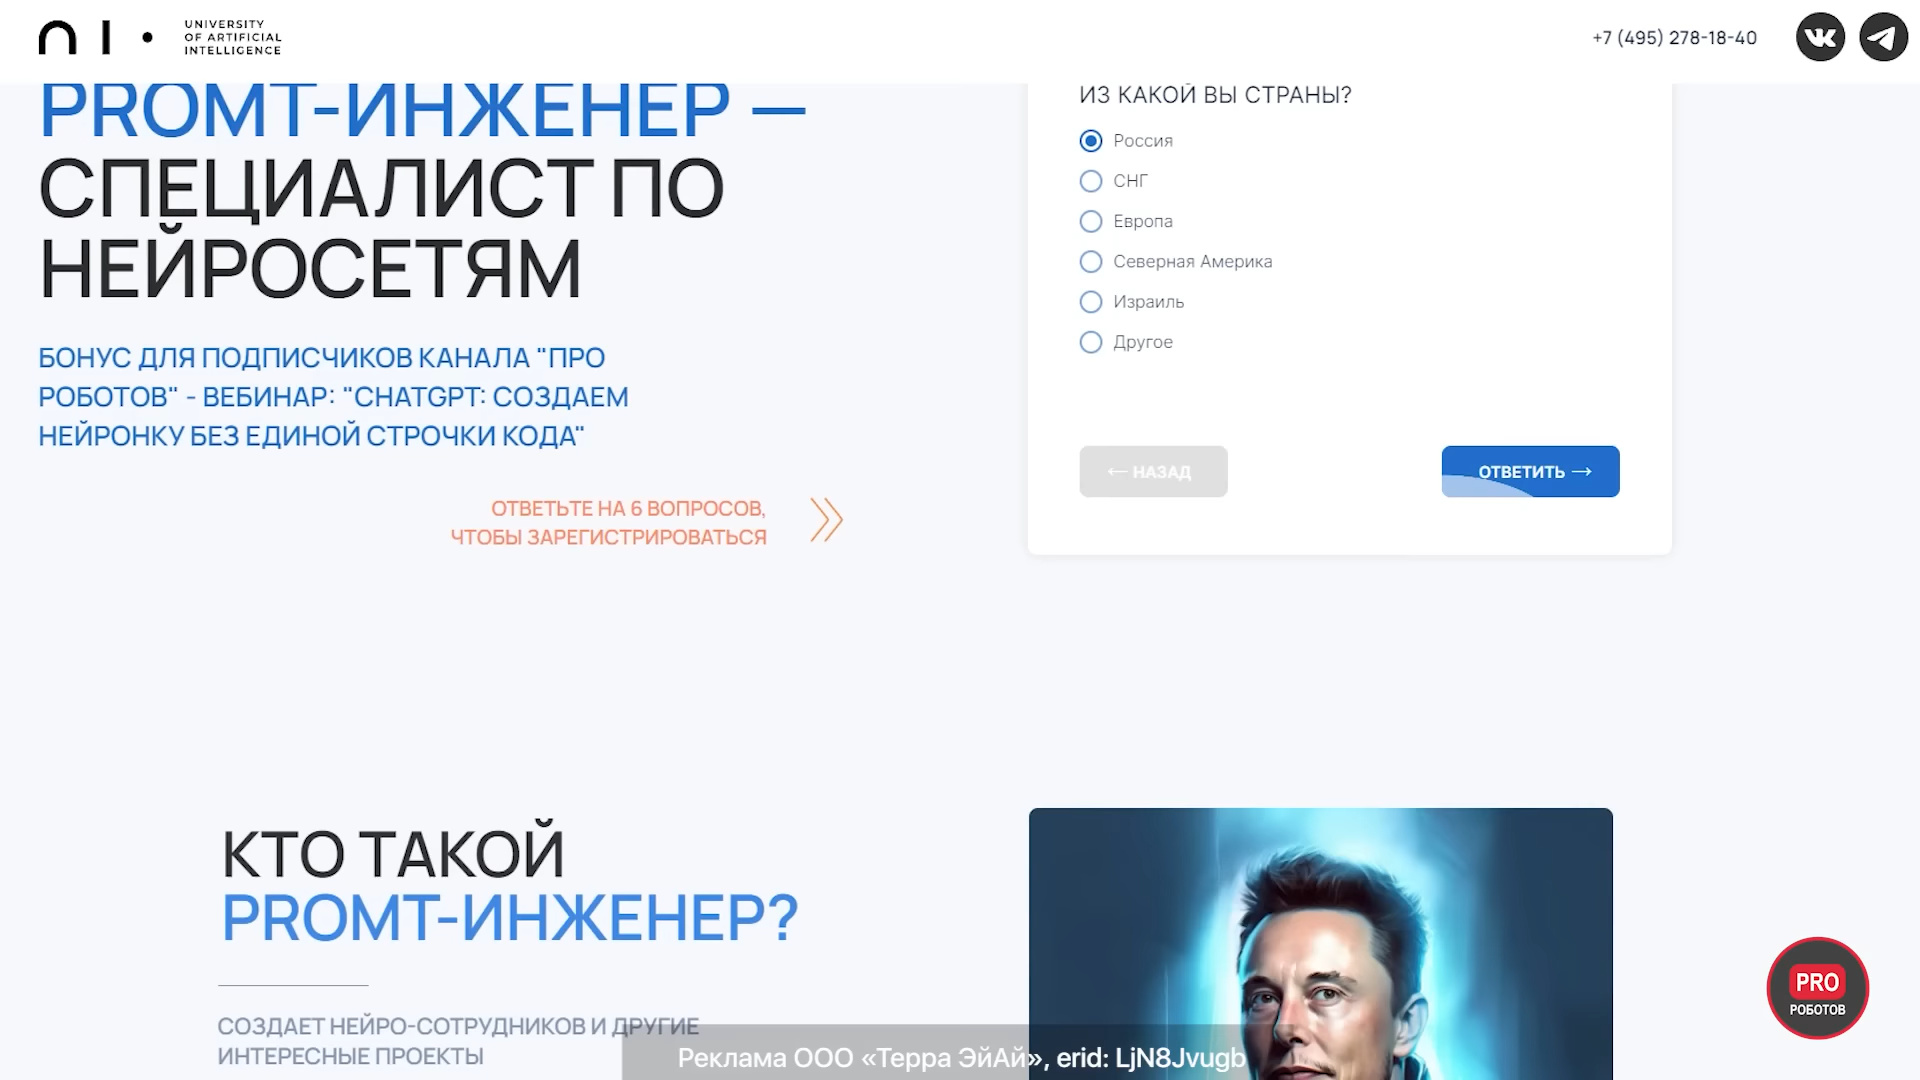 UNIVERSITY
OF ARTIFICIAL
INTELLIGENCE
+7 (495) 278-18-40
PROMT-ИНЖЕНЕР —
СПЕЦИАЛИСТ ПО
НЕЙРОСЕТЯМ
БОНУС ДЛЯ ПОДПИСЧИКОВ КАНАЛА "ПРО
РОБОТОВ" - ВЕБИНАР: "CHATGPT: СОЗДАЕМ
НЕЙРОНКУ БЕЗ ЕДИНОЙ СТРОЧКИ КОДА"
ОТВЕТЬТЕ НА 6 ВОПРОСОВ,
ЧТОБЫ ЗАРЕГИСТРИРОВАТЬСЯ
ИЗ КАКОЙ ВЫ СТРАНЫ?
Россия
СНГ
Европа
Северная Америка
Израиль
Другое
← НАЗАД
ОТВЕТИТЬ →
КТО ТАКОЙ
PROMT-ИНЖЕНЕР?
СОЗДАЕТ НЕЙРО-СОТРУДНИКОВ И ДРУГИЕ
ИНТЕРЕСНЫЕ ПРОЕКТЫ
PRO
РОБОТОВ
Реклама ООО «Терра ЭйАй», erid: LjN8Jvugb